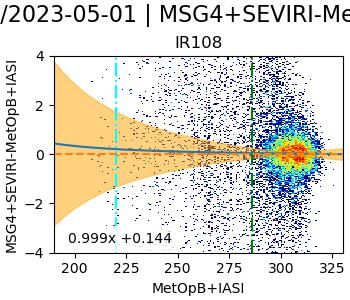 /2023-05-01 | MSG4+SEVIRI-Me
IR108
MSG4+SEVIRI-MetOpB+IASI
4
2
0
−2
−4
0.999x +0.144
200 225 250 275 300 325
MetOpB+IASI